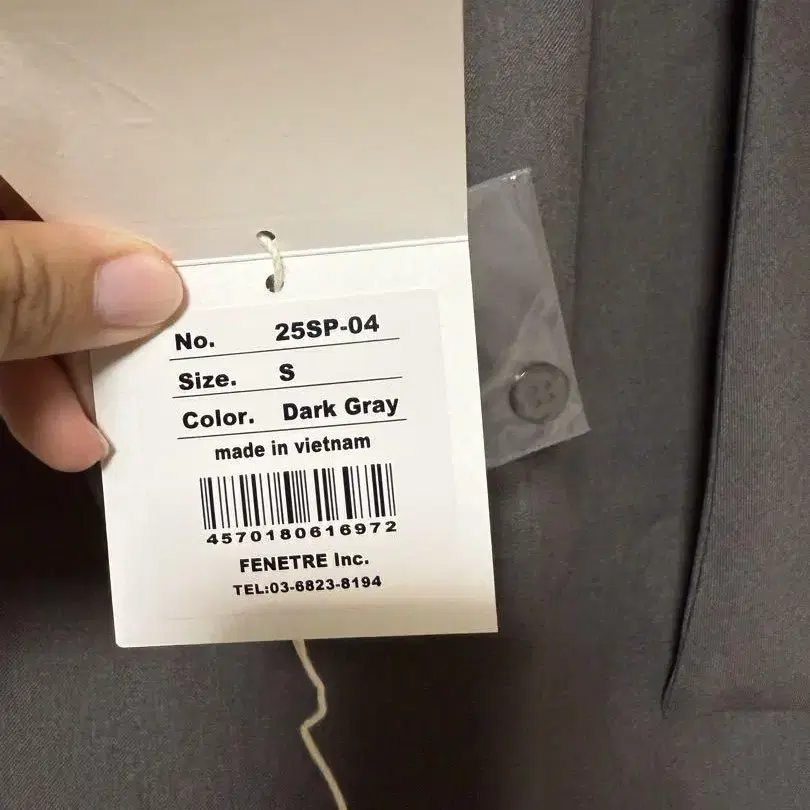 No. 25SP-04
Size. S
Color. Dark Gray
made in vietnam
4570180616972
FENETRE Inc.
TEL:03-6823-8194